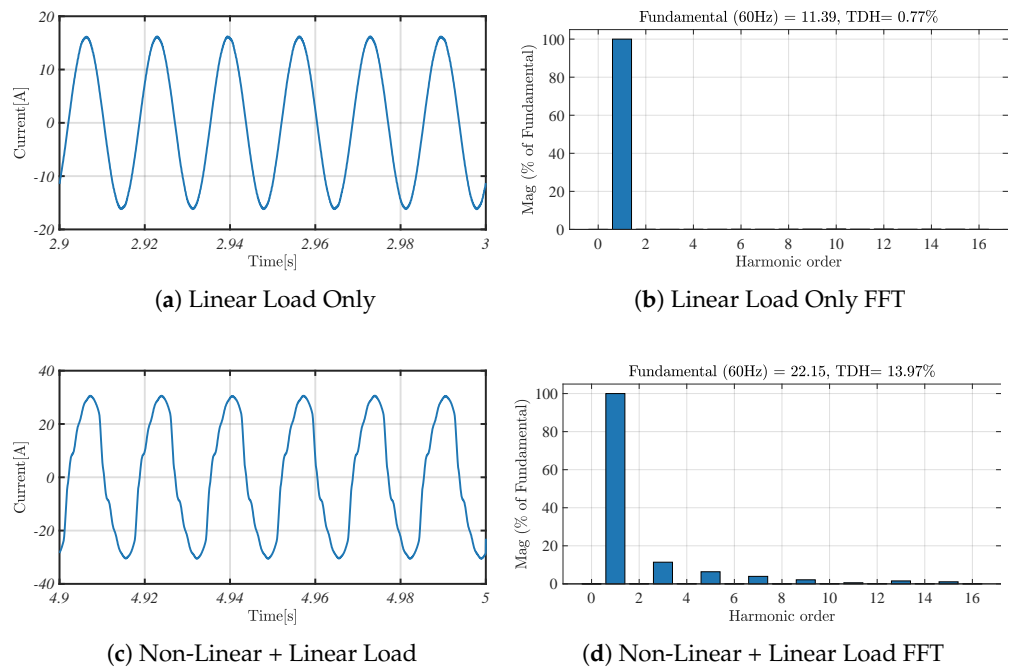 20
10
0
-10
-20
2.9
2.92
2.94
2.96
2.98
3
Current[A]
Time[s]
(a) Linear Load Only
Fundamental (60Hz) = 11.39, TDH= 0.77%
100
80
60
40
20
0
0 2 4 6 8 10 12 14 16
Mag (% of Fundamental)
Harmonic order
(b) Linear Load Only FFT
40
20
0
-20
-40
4.9
4.92
4.94
4.96
4.98
5
Current[A]
Time[s]
(c) Non-Linear + Linear Load
Fundamental (60Hz) = 22.15, TDH= 13.97%
100
80
60
40
20
0
0 2 4 6 8 10 12 14 16
Mag (% of Fundamental)
Harmonic order
(d) Non-Linear + Linear Load FFT